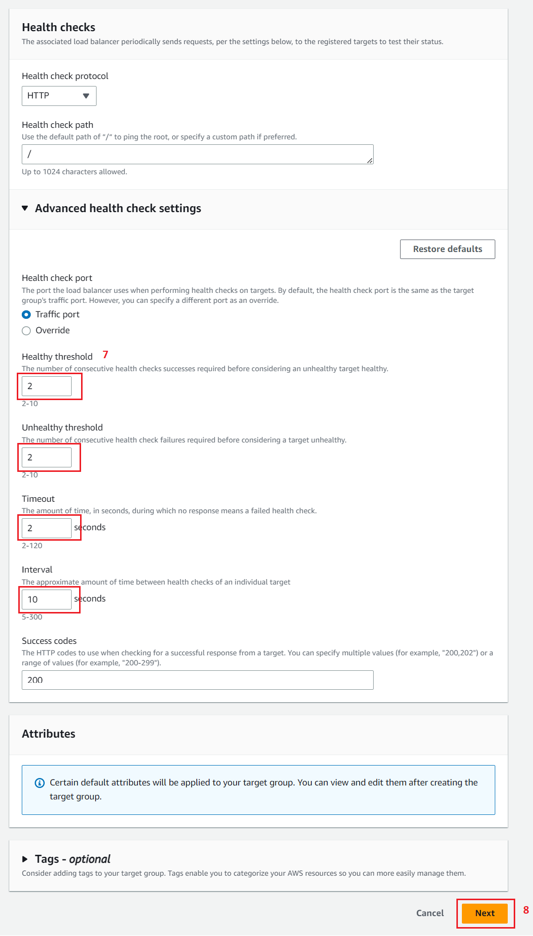 Health checks
The associated load balancer periodically sends requests, per the settings below, to the registered targets to test their status.
Health check protocol
HTTP
Health check path
Use the default path of "/" to ping the root, or specify a custom path if preferred.
/
Up to 1024 characters allowed.
Advanced health check settings
Restore defaults
Health check port
The port the load balancer uses when performing health checks on targets. By default, the health check port is the same as the target
group's traffic port. However, you can specify a different port as an override.
Traffic port
Override
Healthy threshold 7
The number of consecutive health checks successes required before considering an unhealthy target healthy.
2
2-10
Unhealthy threshold
The number of consecutive health check failures required before considering a target unhealthy.
2
2-10
Timeout
The amount of time, in seconds, during which no response means a failed health check.
2 seconds
2-120
Interval
The approximate amount of time between health checks of an individual target
10 seconds
5-300
Success codes
The HTTP codes to use when checking for a successful response from a target. You can specify multiple values (for example, "200,202") or a
range of values (for example, "200-299").
200
Attributes
Certain default attributes will be applied to your target group. You can view and edit them after creating the
target group.
Tags - optional
Consider adding tags to your target group. Tags enable you to categorize your AWS resources so you can more easily manage them.
Cancel Next 8